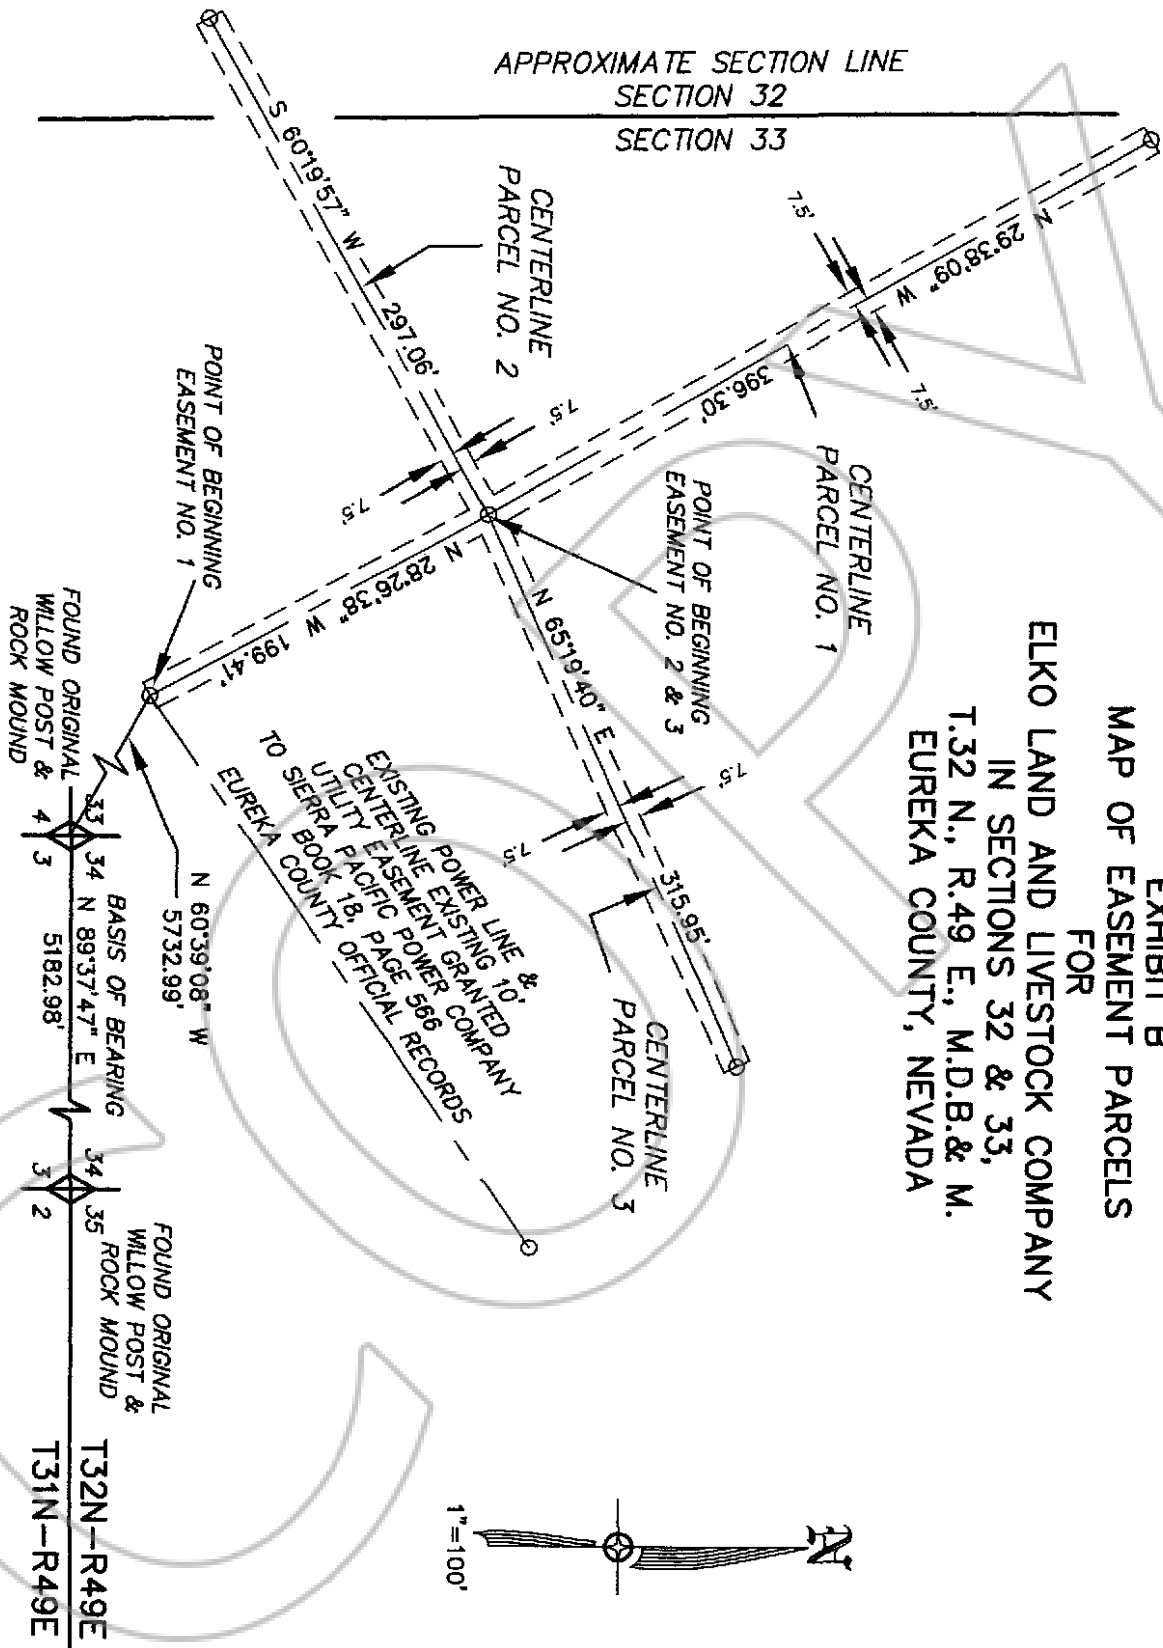 EXHIBIT B
MAP OF EASEMENT PARCELS
FOR
ELKO LAND AND LIVESTOCK COMPANY
IN SECTIONS 32 & 33,
T.32 N., R.49 E., M.D.B.& M.
EUREKA COUNTY, NEVADA
APPROXIMATE SECTION LINE
SECTION 32
SECTION 33
N 29°38'09" W
396.30'
7.5'
7.5'
CENTERLINE
PARCEL NO. 1
CENTERLINE
PARCEL NO. 2
S 60°19'57" W
297.06'
7.5'
7.5'
POINT OF BEGINNING
EASEMENT NO. 2 & 3
N 65°19'40" E
315.95'
7.5'
7.5'
CENTERLINE
PARCEL NO. 3
N 28°26'38" W
199.41'
POINT OF BEGINNING
EASEMENT NO. 1
EXISTING POWER LINE &
CENTERLINE EXISTING 10'
UTILITY EASEMENT GRANTED
TO SIERRA PACIFIC POWER COMPANY
BOOK 18, PAGE 566
EUREKA COUNTY OFFICIAL RECORDS
N 60°39'08" W
5732.99'
FOUND ORIGINAL
WILLOW POST &
ROCK MOUND
33 34
4 3
BASIS OF BEARING
N 89°37'47" E
5182.98'
34 35
3 2
FOUND ORIGINAL
WILLOW POST &
ROCK MOUND
T32N-R49E
T31N-R49E
N
1"=100'
COPY